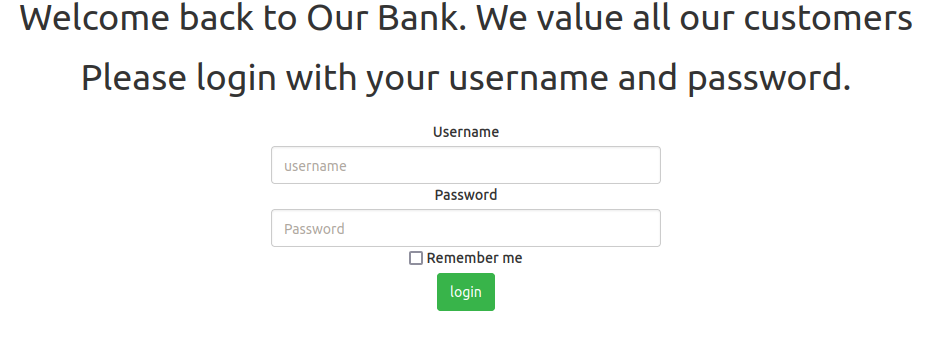 Welcome back to Our Bank. We value all our customers
Please login with your username and password.
Username
username
Password
Password
Remember me
login